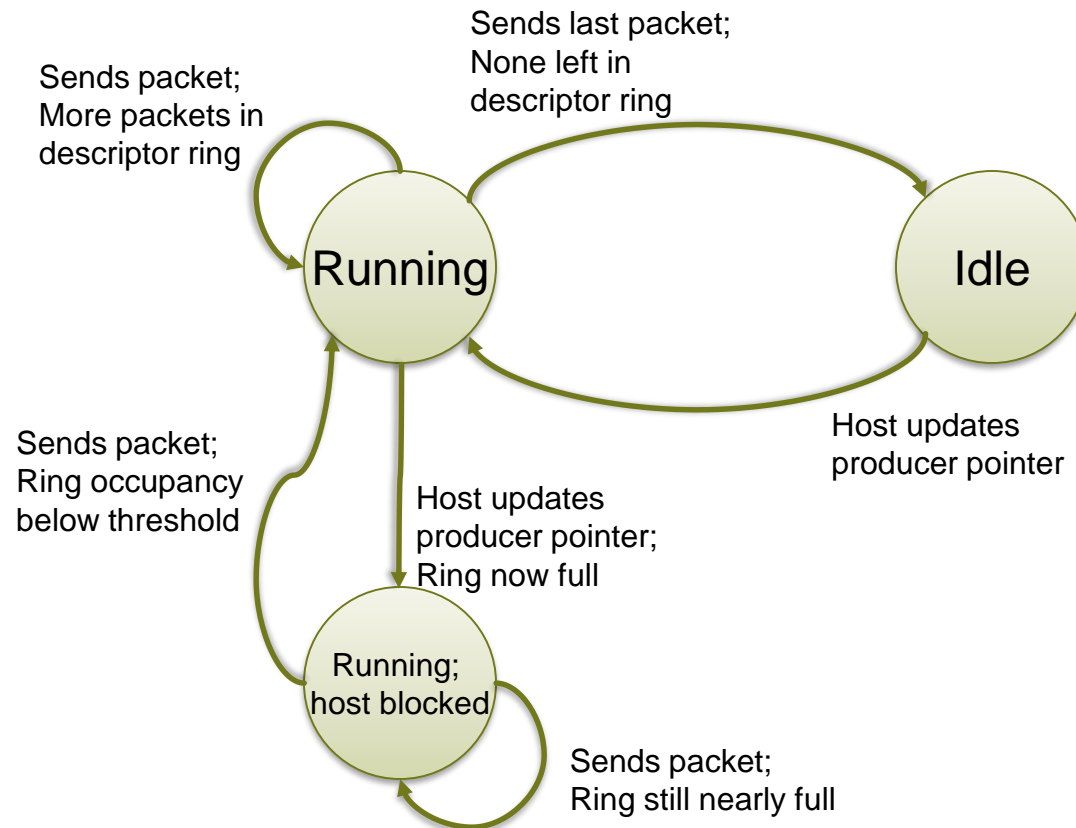 Sends last packet;
None left in
descriptor ring
Sends packet;
More packets in
descriptor ring
Running
Idle
Host updates
producer pointer
Sends packet;
Ring occupancy
below threshold
Host updates
producer pointer;
Ring now full
Running;
host blocked
Sends packet;
Ring still nearly full